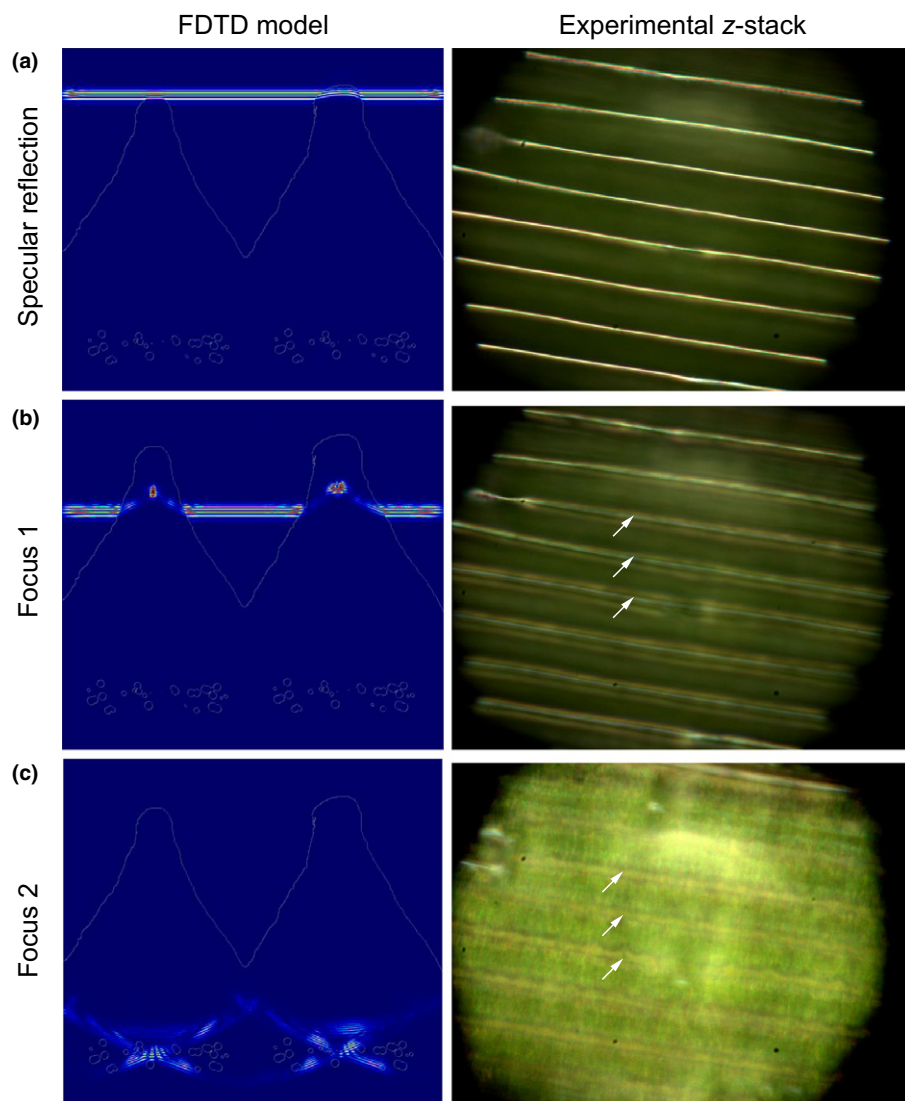 FDTD model
Experimental z-stack
(a)
Specular reflection
(b)
Focus 1
(c)
Focus 2